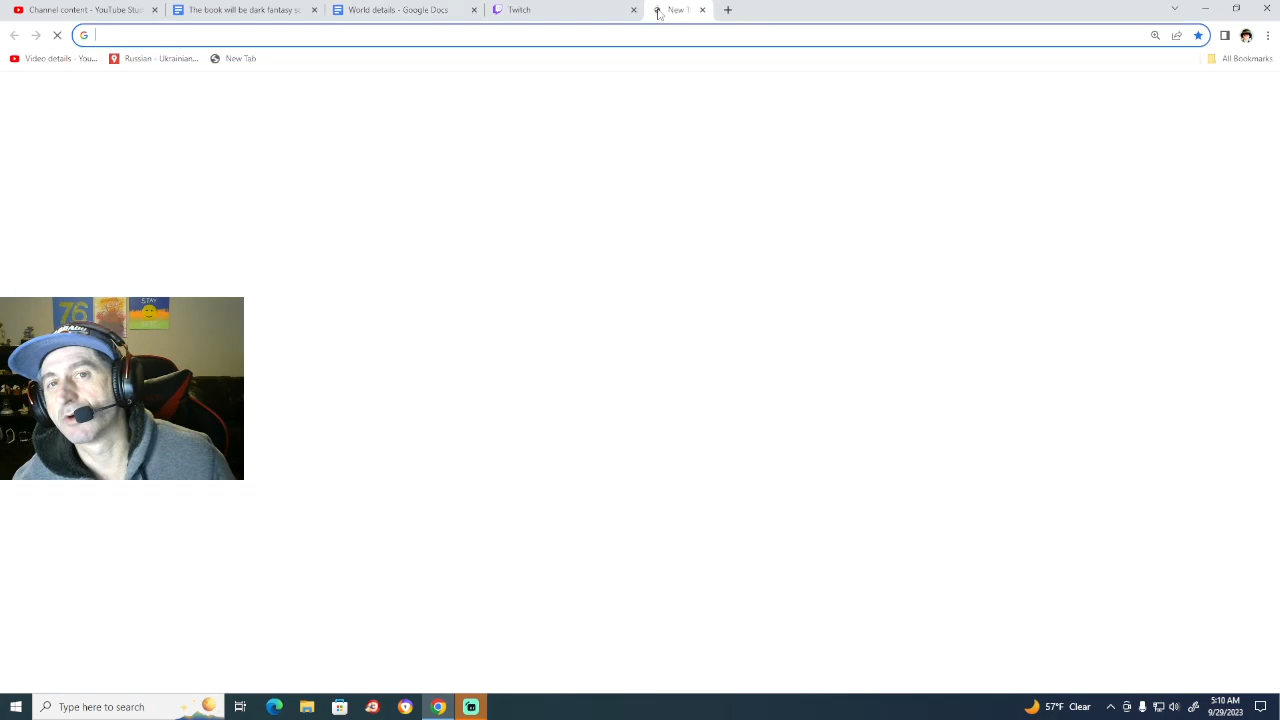 Channel content - YouTube Stu
The book will be dark fantasy sc
World details - Google Docs
Twitch
New T
Video details - You...
Russian - Ukrainian...
New Tab
All Bookmarks
76
STAY
Type here to search
57°F Clear
5:10 AM
9/29/2023